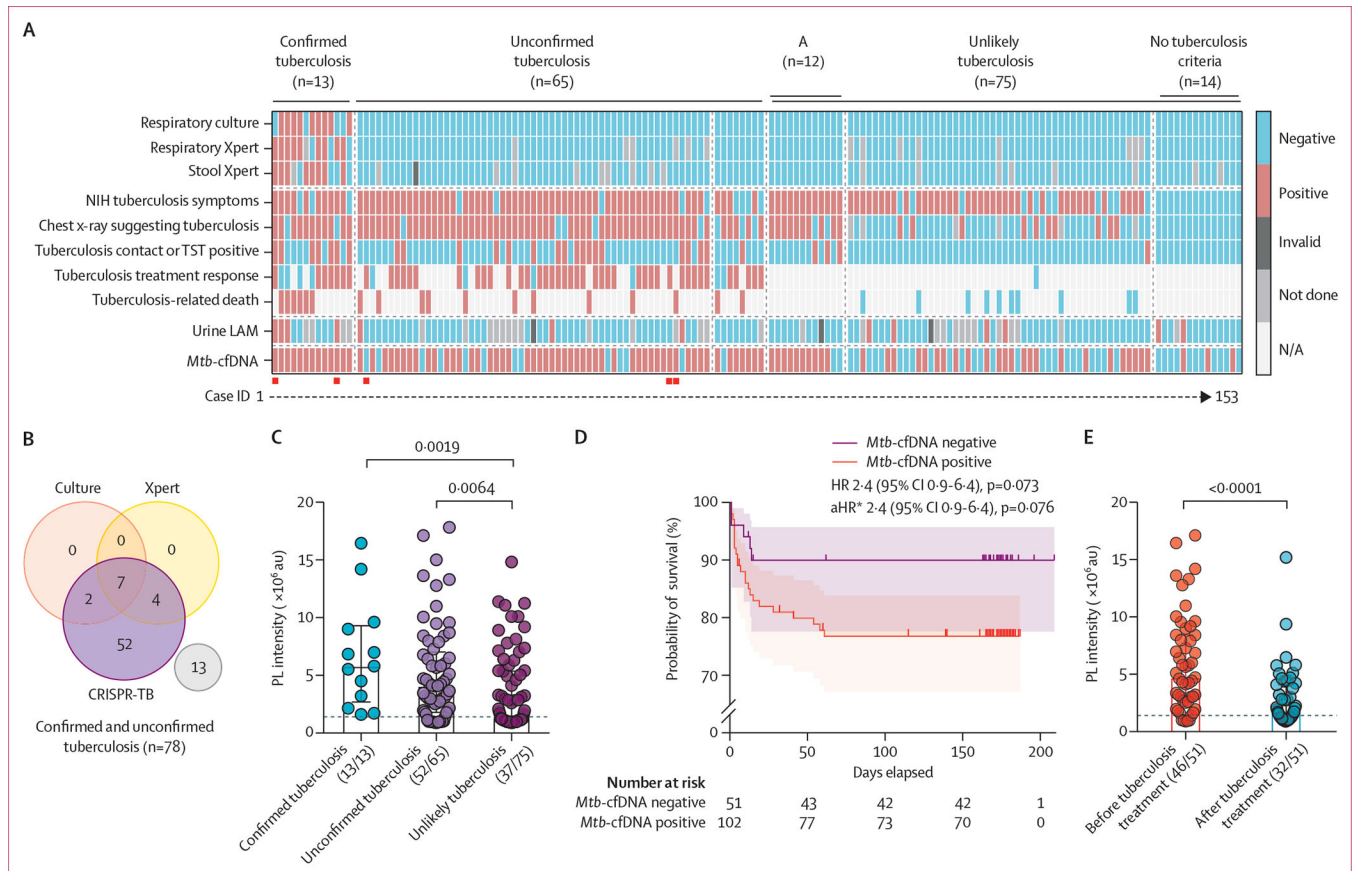 A
Confirmed
tuberculosis
(n=13)
Unconfirmed
tuberculosis
(n=65)
A
(n=12)
Unlikely
tuberculosis
(n=75)
No tuberculosis
criteria
(n=14)
Respiratory culture
Respiratory Xpert
Stool Xpert
NIH tuberculosis symptoms
Chest x-ray suggesting tuberculosis
Tuberculosis contact or TST positive
Tuberculosis treatment response
Tuberculosis-related death
Urine LAM
Mtb-cfDNA
Negative
Positive
Invalid
Not done
N/A
Case ID 1
153
B
Culture
Xpert
0
0
0
7
2
4
52
13
CRISPR-TB
Confirmed and unconfirmed
tuberculosis (n=78)
C
0·0019
0·0064
20
15
10
5
0
PL intensity (×10⁶ au)
Confirmed tuberculosis
(13/13)
Unconfirmed tuberculosis
(52/65)
Unlikely tuberculosis
(37/75)
D
Mtb-cfDNA negative
Mtb-cfDNA positive
HR 2·4 (95% CI 0·9–6·4), p=0·073
aHR* 2·4 (95% CI 0·9–6·4), p=0·076
100
90
80
70
0
Probability of survival (%)
0
50
100
150
200
Days elapsed
Number at risk
Mtb-cfDNA negative 51 43 42 42 1
Mtb-cfDNA positive 102 77 73 70 0
E
<0·0001
20
15
10
5
0
PL intensity (×10⁶ au)
Before tuberculosis
treatment (46/51)
After tuberculosis
treatment (32/51)